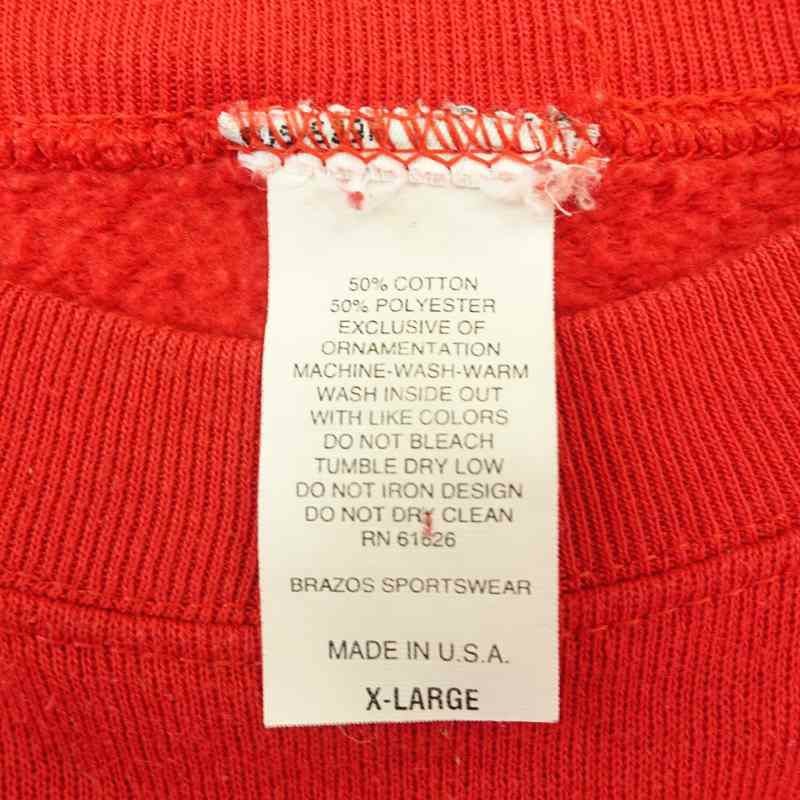 50% COTTON
50% POLYESTER
EXCLUSIVE OF
ORNAMENTATION
MACHINE-WASH-WARM
WASH INSIDE OUT
WITH LIKE COLORS
DO NOT BLEACH
TUMBLE DRY LOW
DO NOT IRON DESIGN
DO NOT DRY CLEAN
RN 61626
BRAZOS SPORTSWEAR
MADE IN U.S.A.
X-LARGE